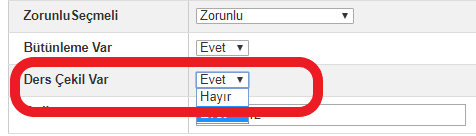 ZorunluSeçmeli Zorunlu
Bütünleme Var Evet
Ders Çekil Var Evet
Hayır